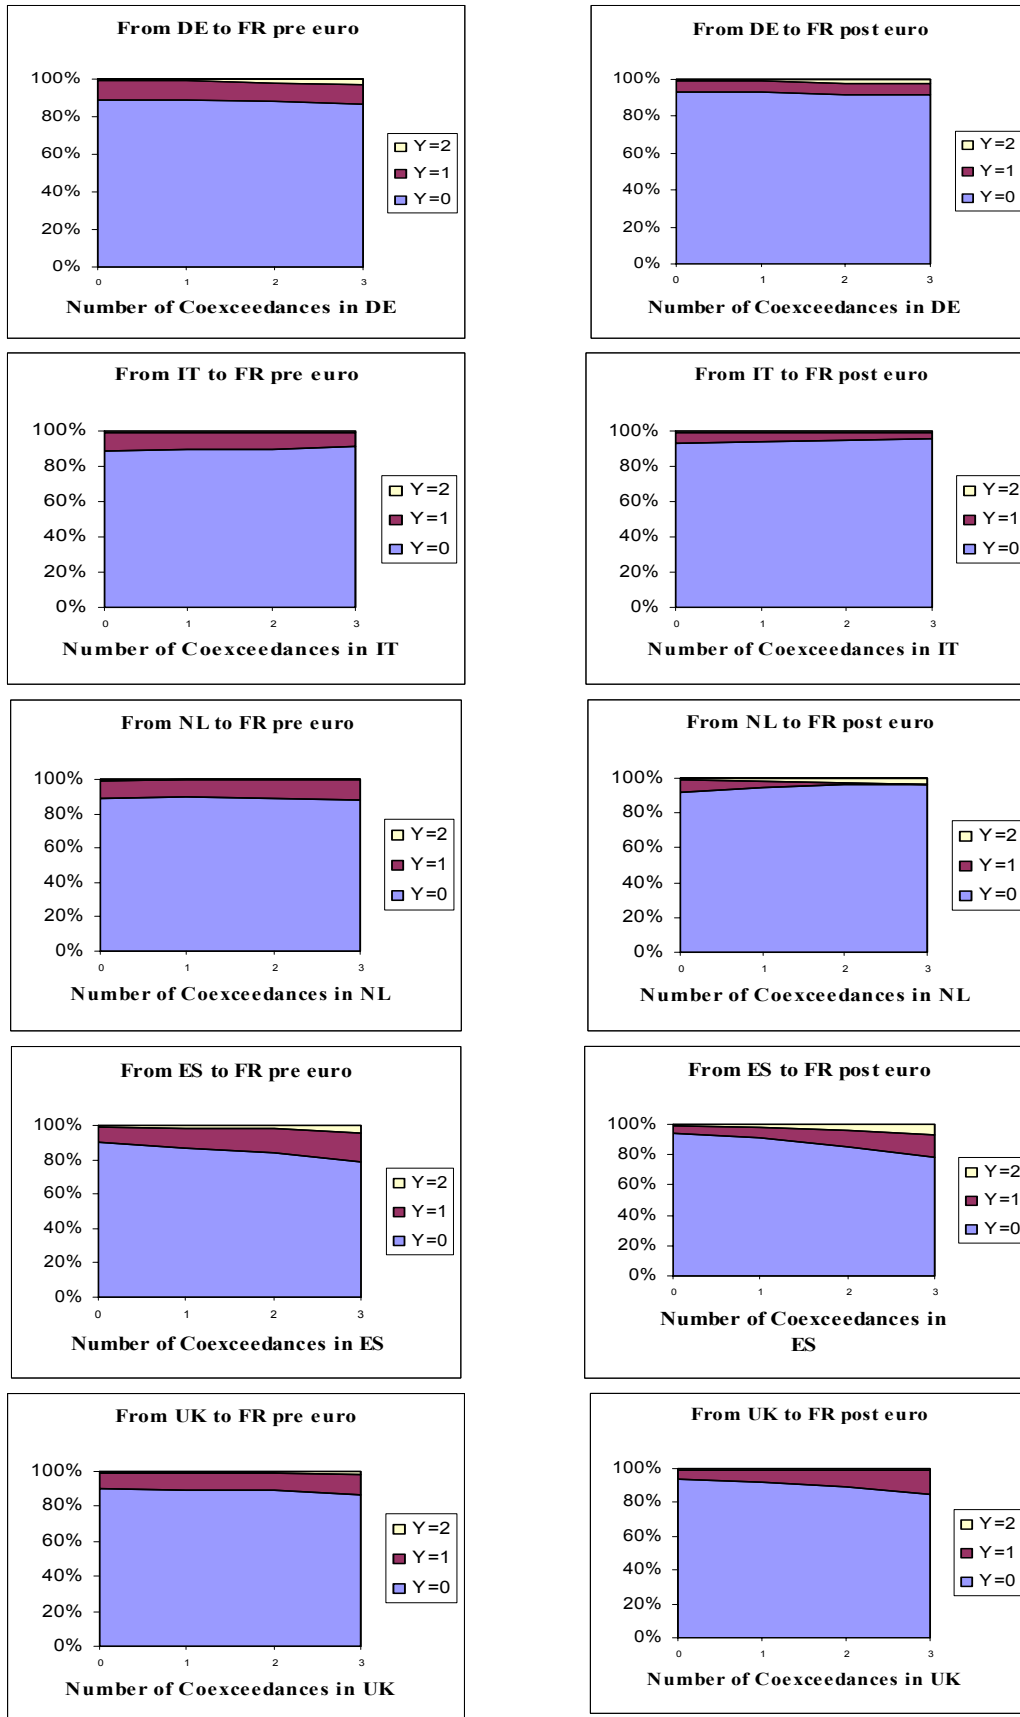 From DE to FR pre euro
100%
80%
60%
40%
20%
0%
0 1 2 3
Number of Coexceedances in DE
Y=2
Y=1
Y=0
From DE to FR post euro
100%
80%
60%
40%
20%
0%
0 1 2 3
Number of Coexceedances in DE
Y=2
Y=1
Y=0
From IT to FR pre euro
100%
80%
60%
40%
20%
0%
0 1 2 3
Number of Coexceedances in IT
Y=2
Y=1
Y=0
From IT to FR post euro
100%
80%
60%
40%
20%
0%
0 1 2 3
Number of Coexceedances in IT
Y=2
Y=1
Y=0
From NL to FR pre euro
100%
80%
60%
40%
20%
0%
0 1 2 3
Number of Coexceedances in NL
Y=2
Y=1
Y=0
From NL to FR post euro
100%
80%
60%
40%
20%
0%
0 1 2 3
Number of Coexceedances in NL
Y=2
Y=1
Y=0
From ES to FR pre euro
100%
80%
60%
40%
20%
0%
0 1 2 3
Number of Coexceedances in ES
Y=2
Y=1
Y=0
From ES to FR post euro
100%
80%
60%
40%
20%
0%
0 1 2 3
Number of Coexceedances in
ES
Y=2
Y=1
Y=0
From UK to FR pre euro
100%
80%
60%
40%
20%
0%
0 1 2 3
Number of Coexceedances in UK
Y=2
Y=1
Y=0
From UK to FR post euro
100%
80%
60%
40%
20%
0%
0 1 2 3
Number of Coexceedances in UK
Y=2
Y=1
Y=0